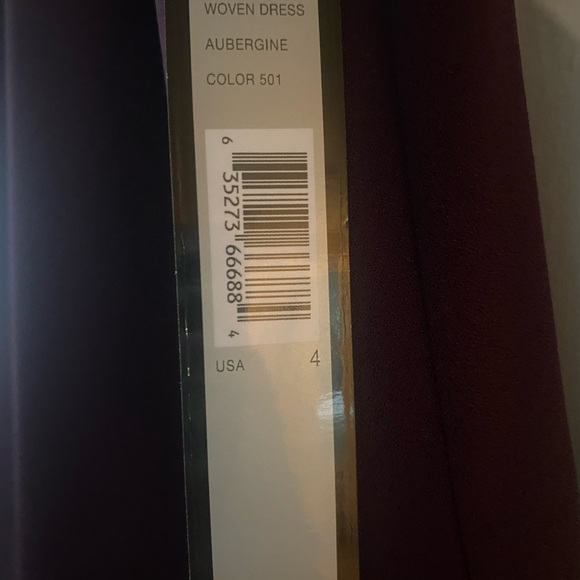 WOVEN DRESS
AUBERGINE
COLOR 501
6 35273 66688 4
USA 4